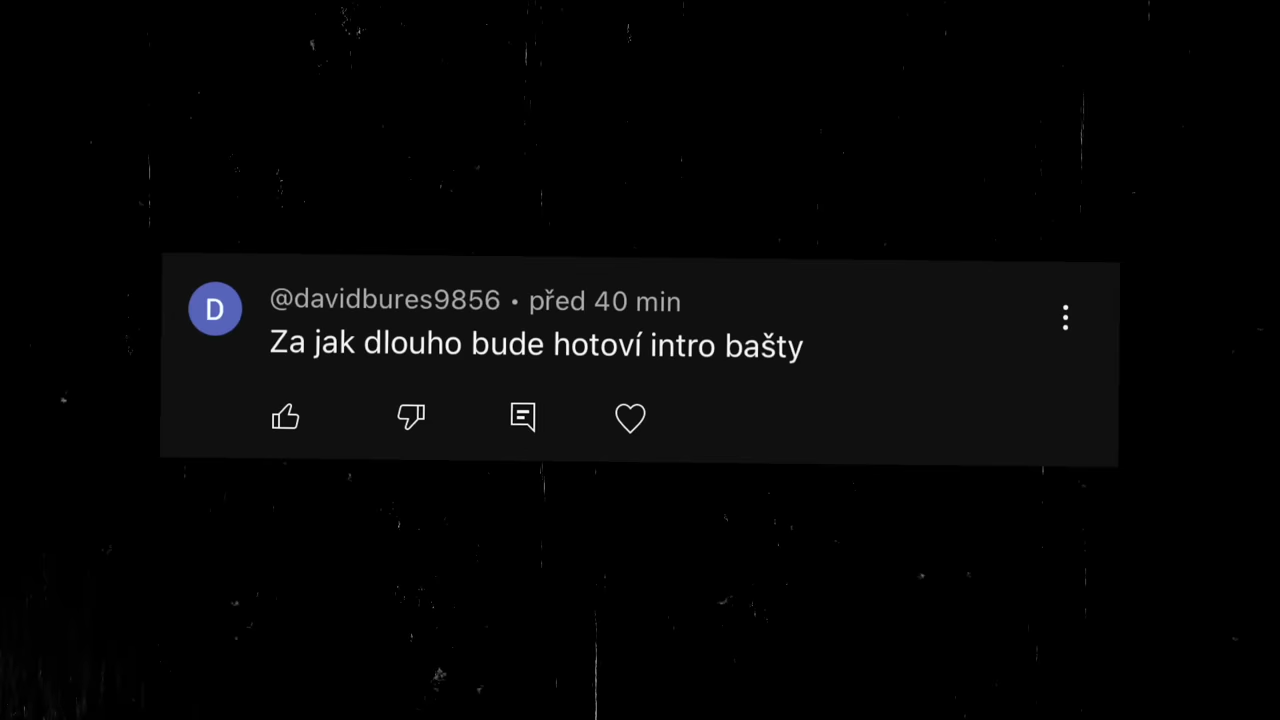 D
@davidbures9856 • před 40 min
Za jak dlouho bude hotoví intro bašty